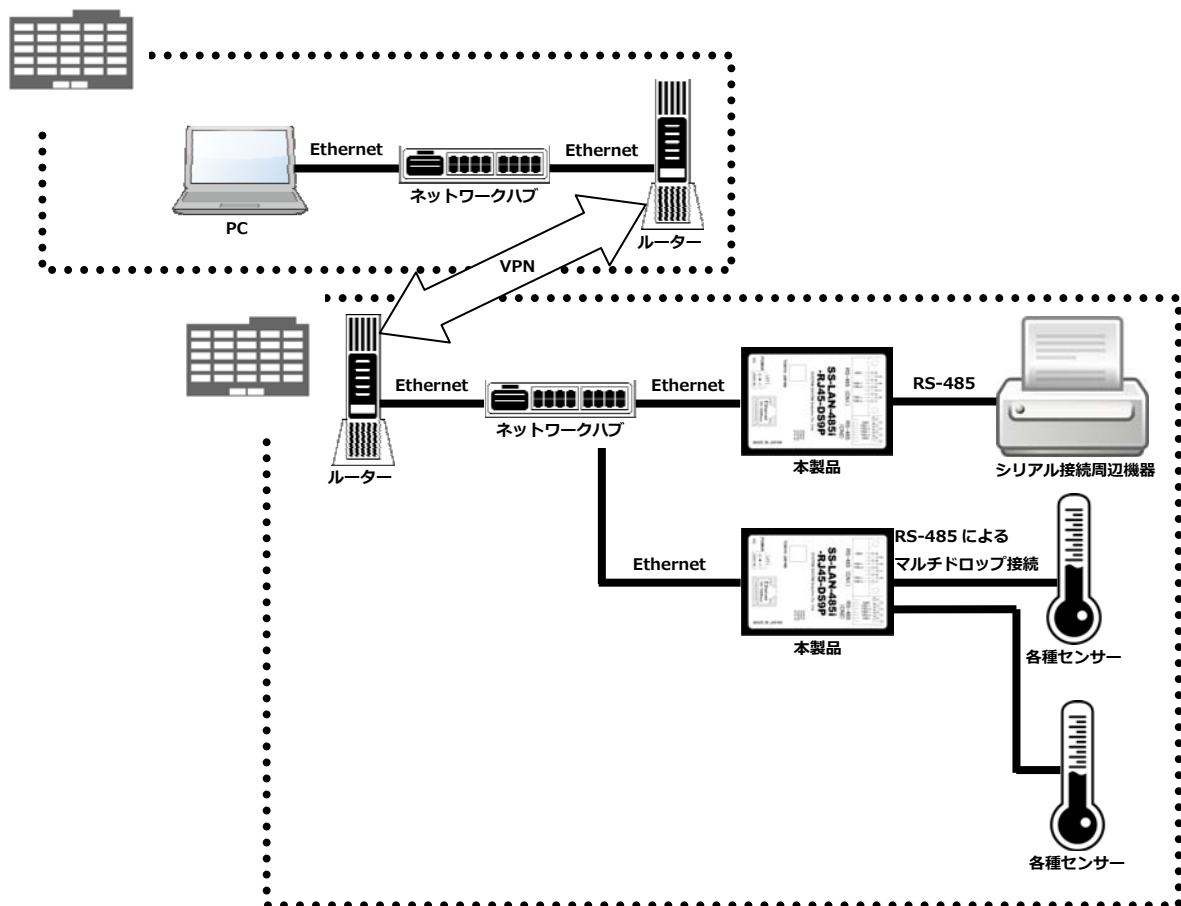 Ethernet
Ethernet
ネットワークハブ
PC
ルーター
VPN
Ethernet
Ethernet
RS-485
ネットワークハブ
ルーター
SS-LAN-485i
-RJ45-DS9P
本製品
シリアル接続周辺機器
Ethernet
SS-LAN-485i
-RJ45-DS9P
RS-485 による
マルチドロップ接続
本製品
各種センサー
各種センサー